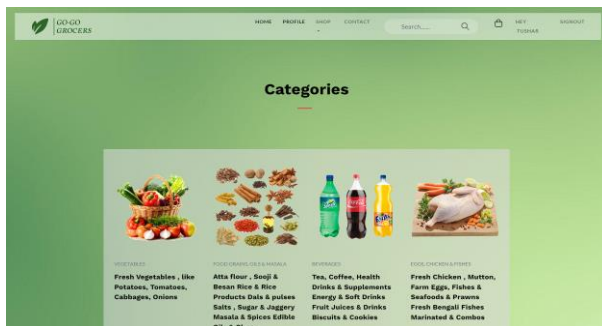 GO-GO
GROCERS
HOME PROFILE SHOP CONTACT
Search.....
HEY
TUSHAR
SIGNOUT
Categories
VEGETABLES
Fresh Vegetables , like
Potatoes, Tomatoes,
Cabbages, Onions
FOOD GRAINS, OILS & MASALA
Atta flour , Sooji &
Besan Rice & Rice
Products Dals & pulses
Salts , Sugar & Jaggery
Masala & Spices Edible
BEVERAGES
Tea, Coffee, Health
Drinks & Supplements
Energy & Soft Drinks
Fruit Juices & Drinks
Biscuits & Cookies
EGGS, CHICKEN & FISHES
Fresh Chicken , Mutton,
Farm Eggs, Fishes &
Seafoods & Prawns
Fresh Bengali Fishes
Marinated & Combos